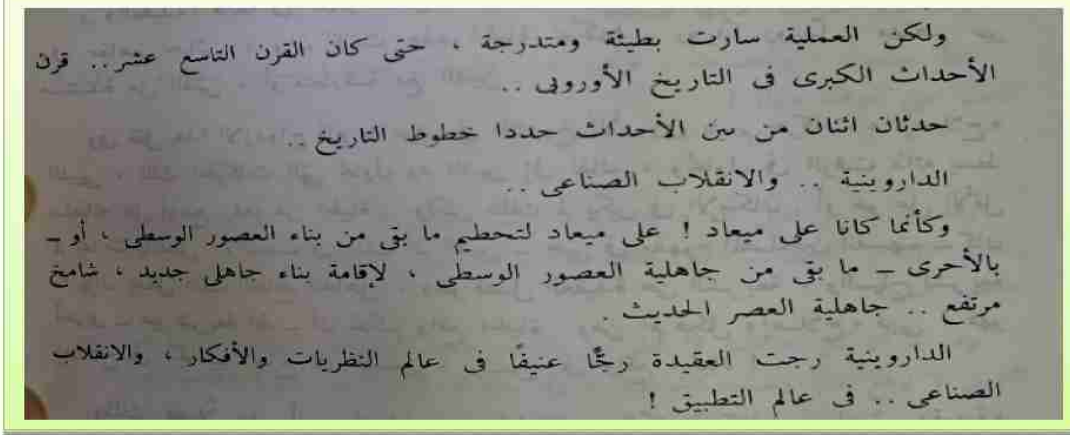 ولكن العملية سارت بطيئة ومتدرجة ، حتى كان القرن التاسع عشر.. قرن
الأحداث الكبرى فى التاريخ الأوروبى ..
حدثان اثنان من بين الأحداث حددا خطوط التاريخ ..
الداروينية .. والانقلاب الصناعى ..
وكأنما كانا على ميعاد ! على ميعاد لتحطيم ما بقى من بناء العصور الوسطى ، أو ــ
بالأحرى ــ ما بقى من جاهلية العصور الوسطى ، لإقامة بناء جاهلى جديد ، شامخ
مرتفع .. جاهلية العصر الحديث .
الداروينية رجت العقيدة رجًّا عنيفًا فى عالم النظريات والأفكار ، والانقلاب
الصناعى .. فى عالم التطبيق !